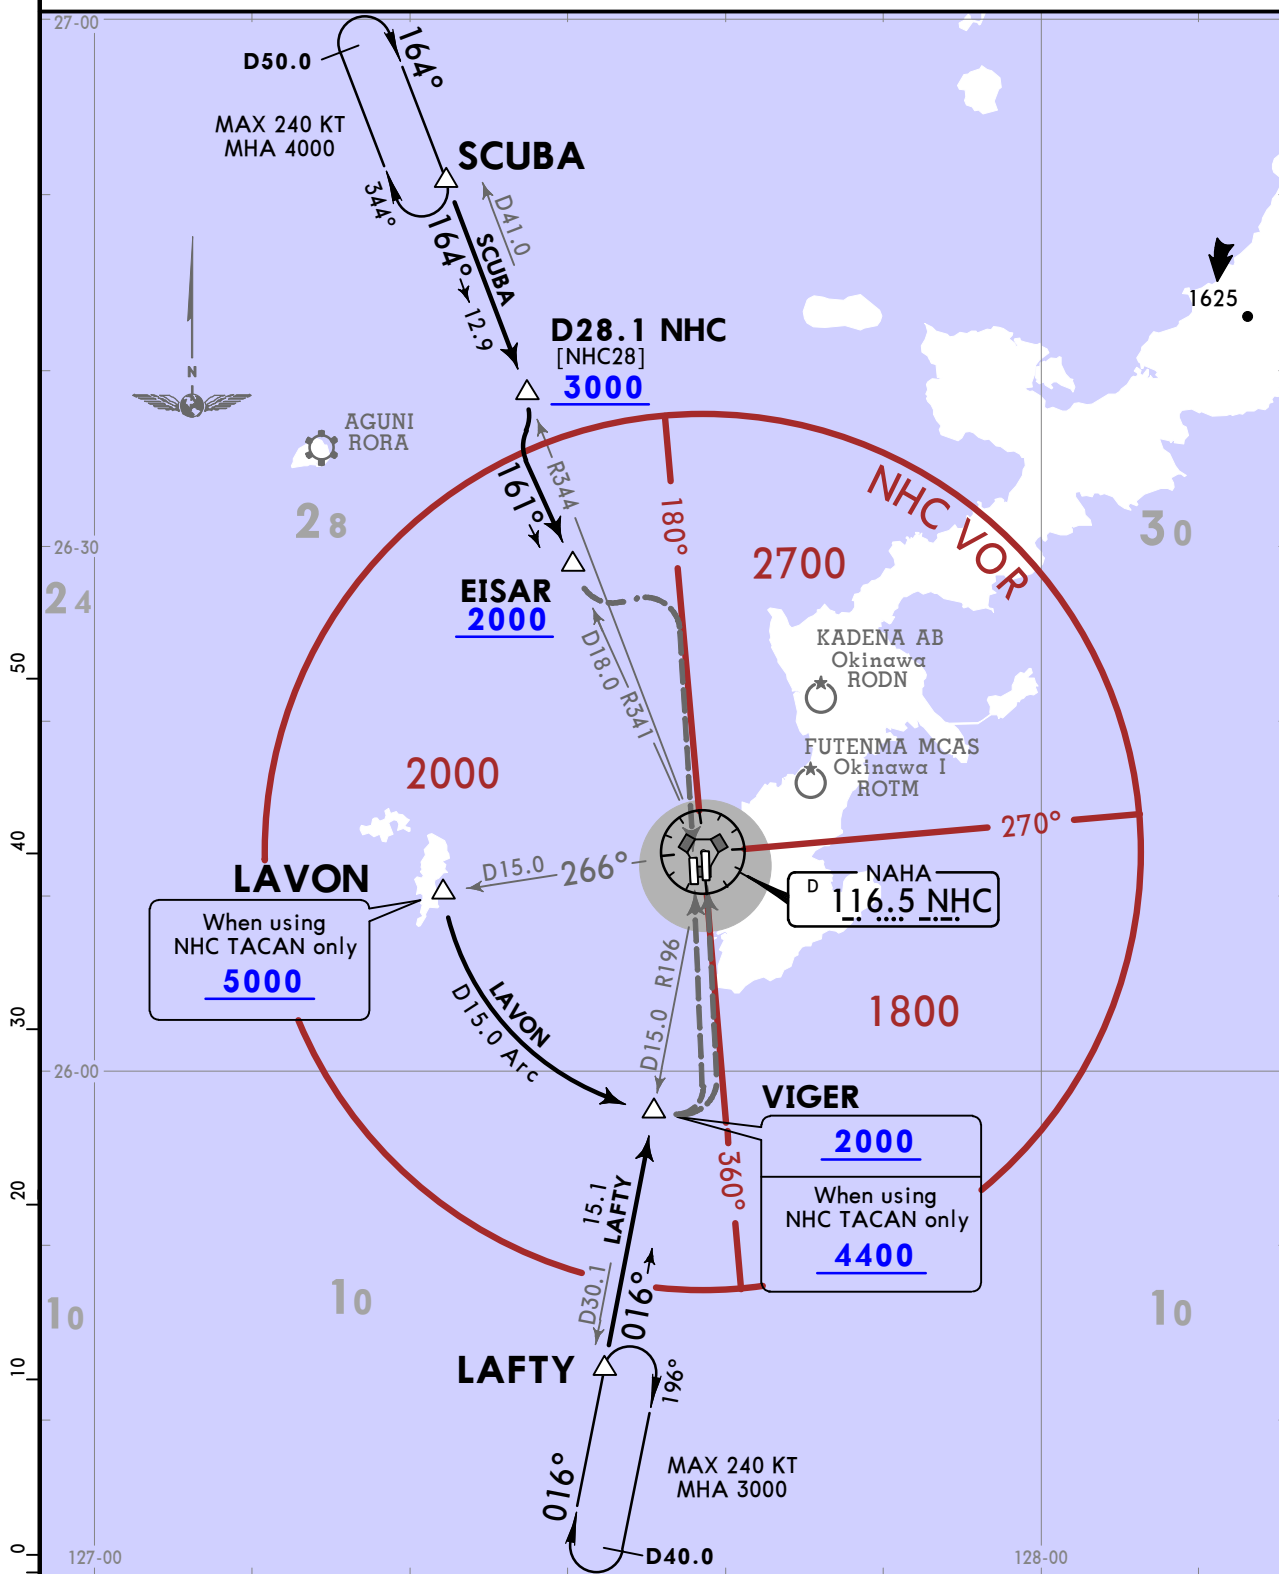 27-00
D50.0
164°
MAX 240 KT
MHA 4000
SCUBA
344°
164°
12.9
SCUBA
D41.0
1625
D28.1 NHC
[NHC28]
3000
N
AGUNI
RORA
R344
161°
180°
NHC VOR
28
30
26-30
2700
24
EISAR
2000
D18.0 R341
KADENA AB
Okinawa
RODN
50
FUTENMA MCAS
Okinawa I
ROTM
2000
270°
40
D15.0
266°
NAHA
D
116.5 NHC
LAVON
When using
NHC TACAN only
5000
D15.0 R196
LAVON
D15.0 Arc
1800
30
26-00
VIGER
2000
When using
NHC TACAN only
4400
360°
20
15.1
LAFTY
D30.1
016°
10
10
10
LAFTY
10
196°
016°
MAX 240 KT
MHA 3000
D40.0
0
127-00
128-00